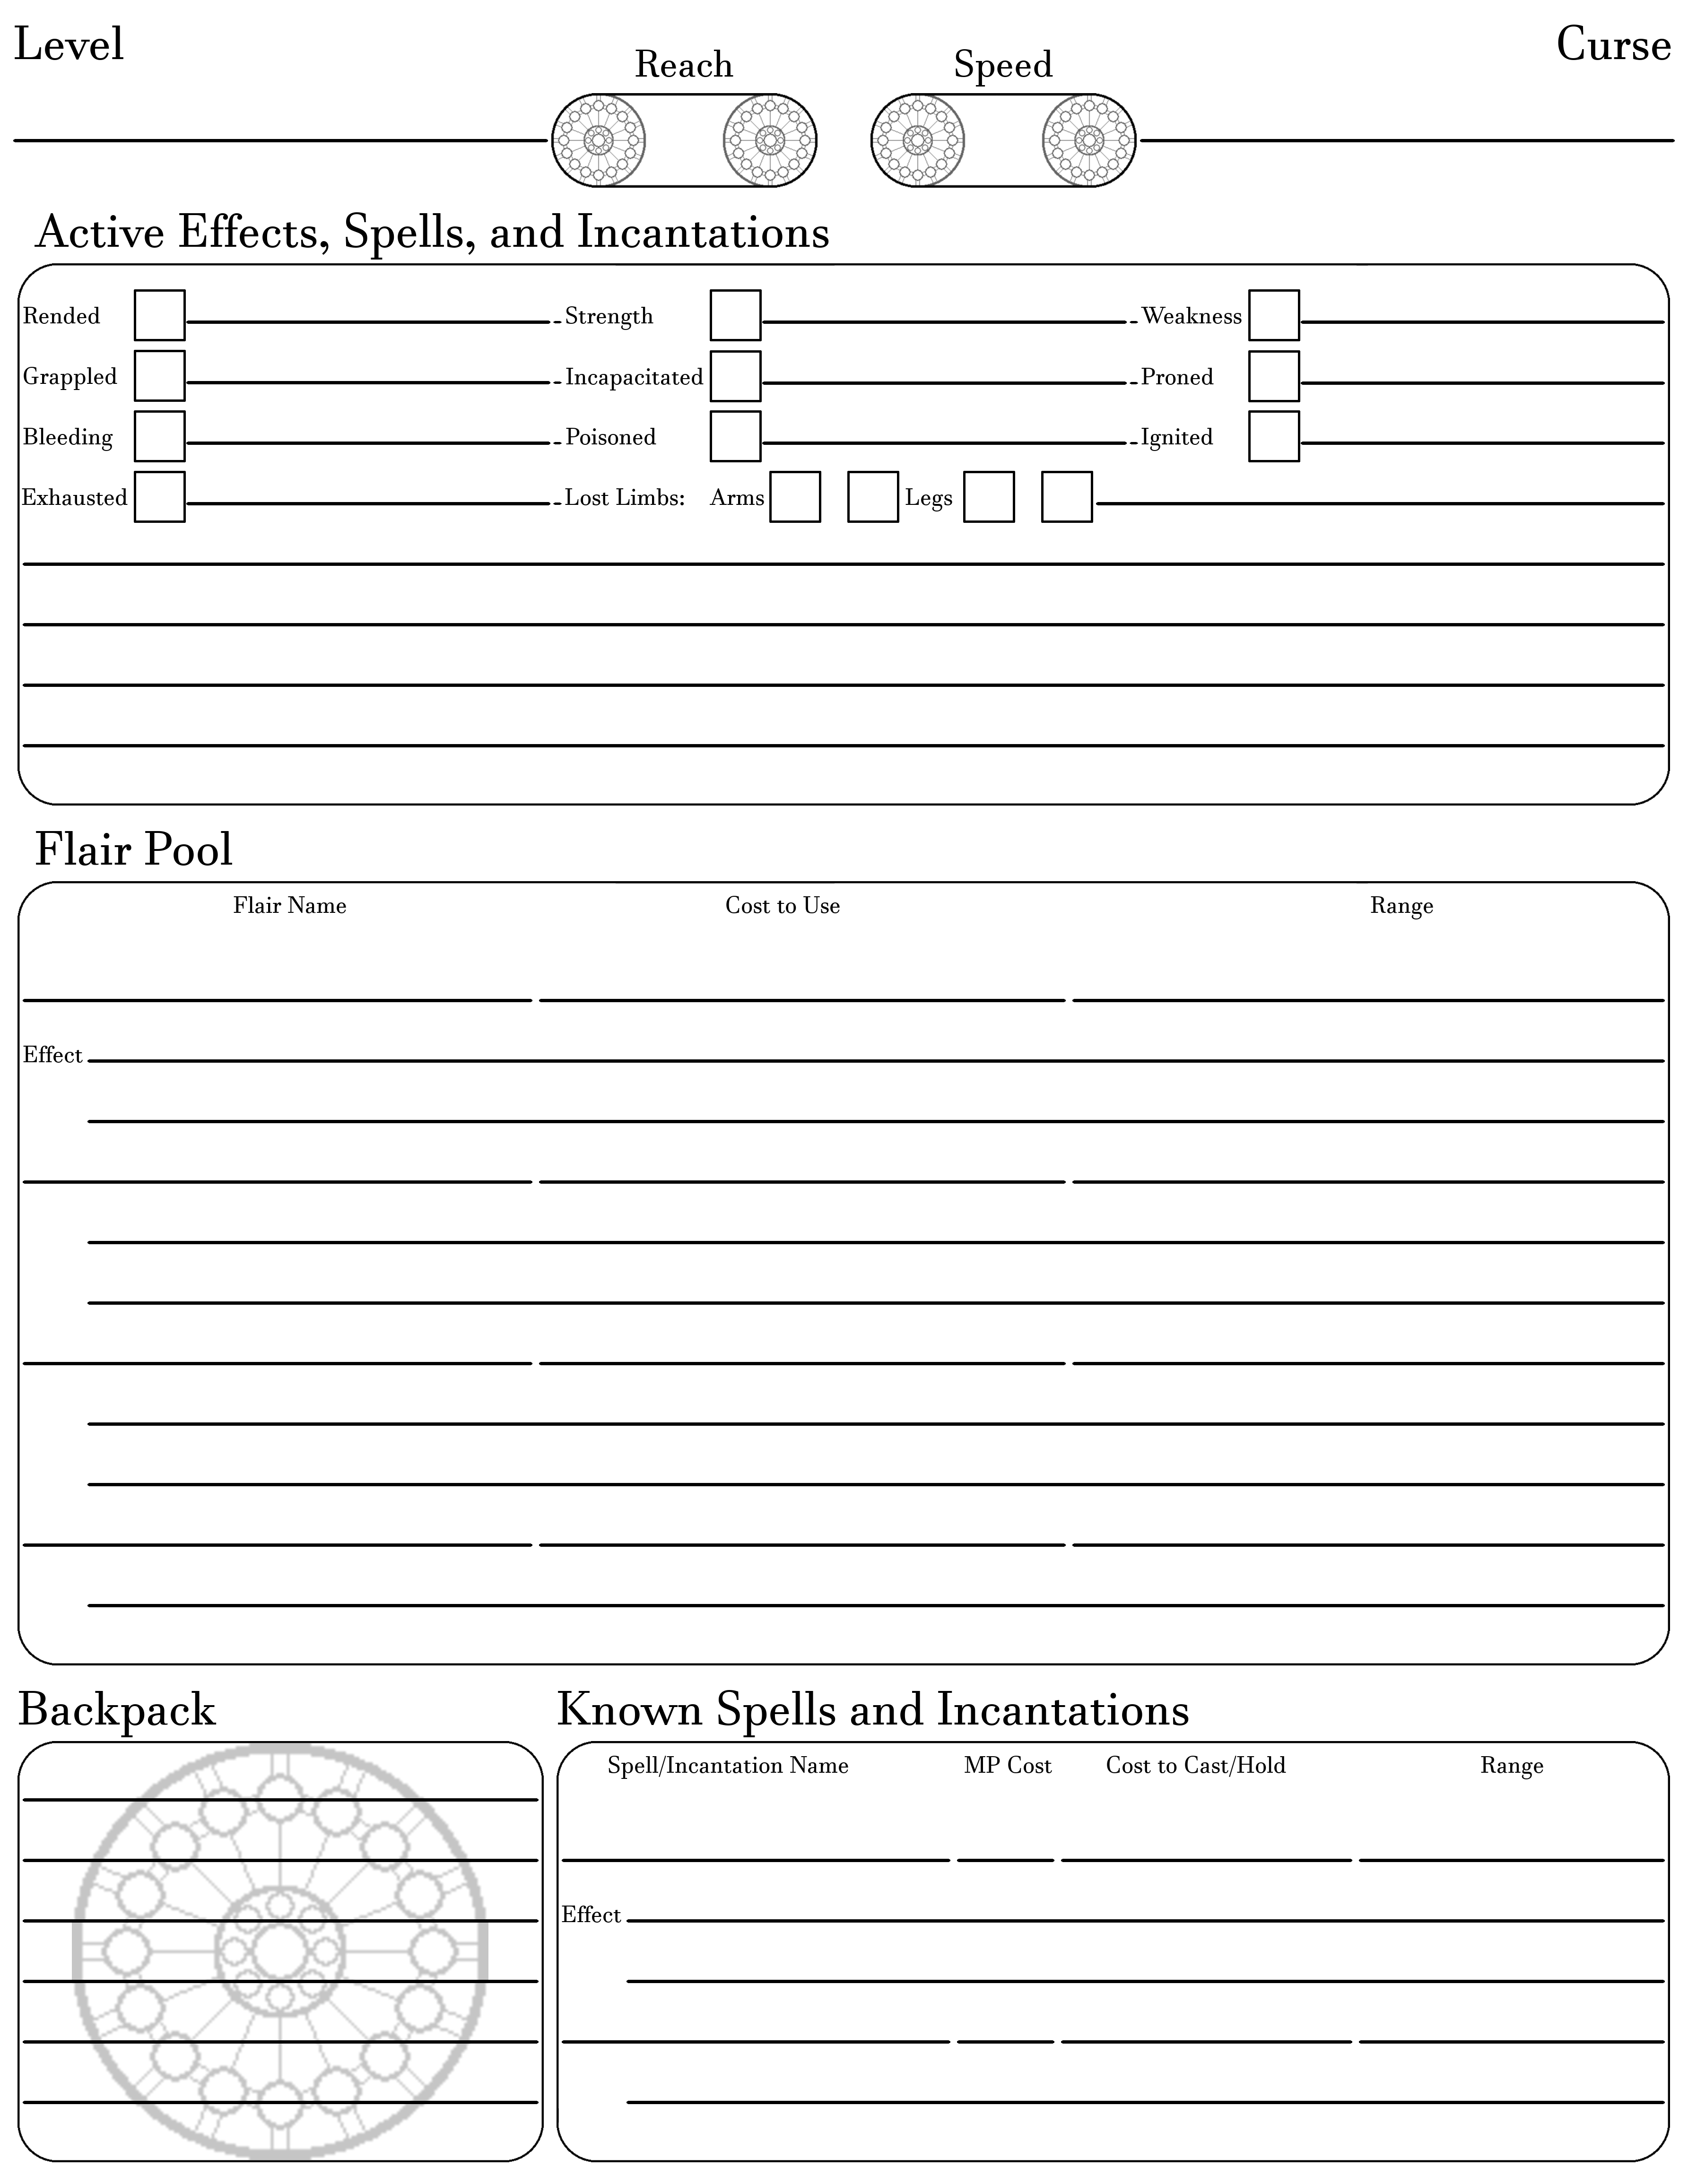 Level
Curse
Reach Speed
Active Effects, Spells, and Incantations
Rended Strength Weakness
Grappled Incapacitated Proned
Bleeding Poisoned Ignited
Exhausted Lost Limbs: Arms Legs
Flair Pool
Flair Name Cost to Use Range
Effect
Backpack
Known Spells and Incantations
Spell/Incantation Name MP Cost Cost to Cast/Hold Range
Effect